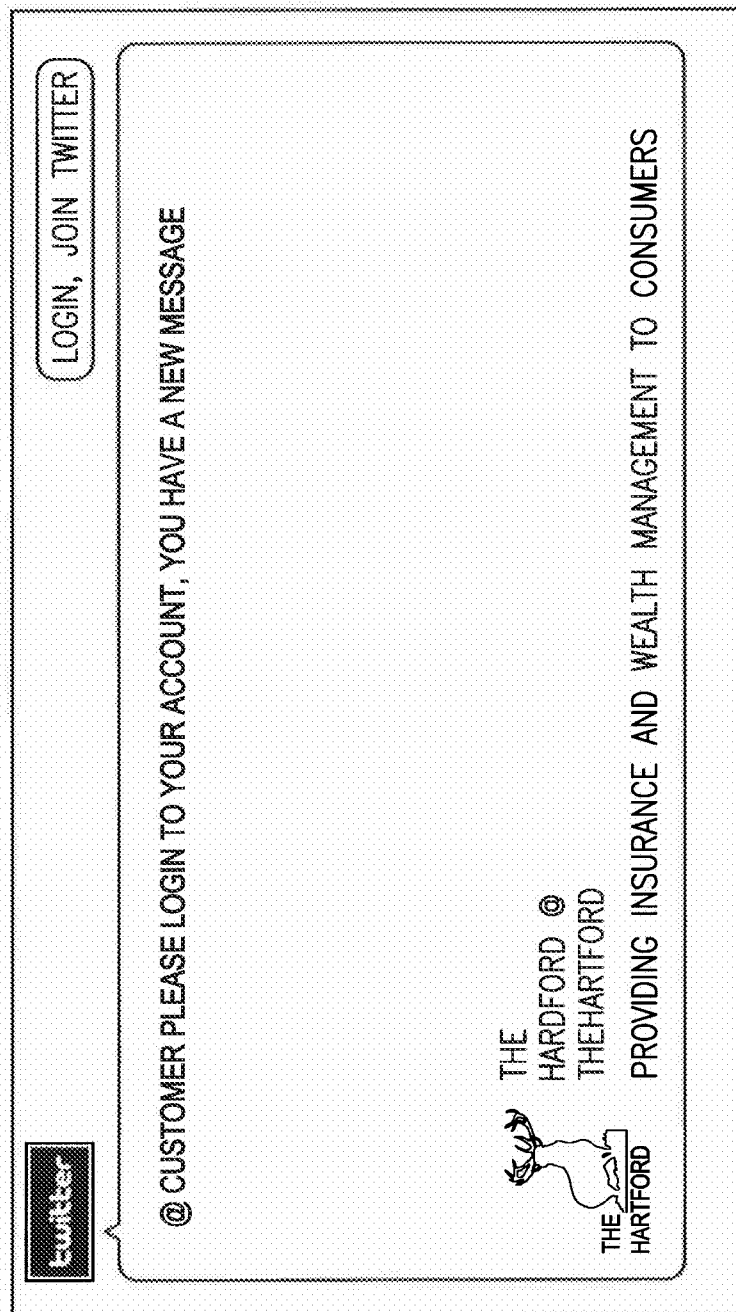 twitter
LOGIN, JOIN TWITTER
@ CUSTOMER PLEASE LOGIN TO YOUR ACCOUNT, YOU HAVE A NEW MESSAGE
THE
HARDFORD @
THEHARTFORD
THE
HARTFORD
PROVIDING INSURANCE AND WEALTH MANAGEMENT TO CONSUMERS